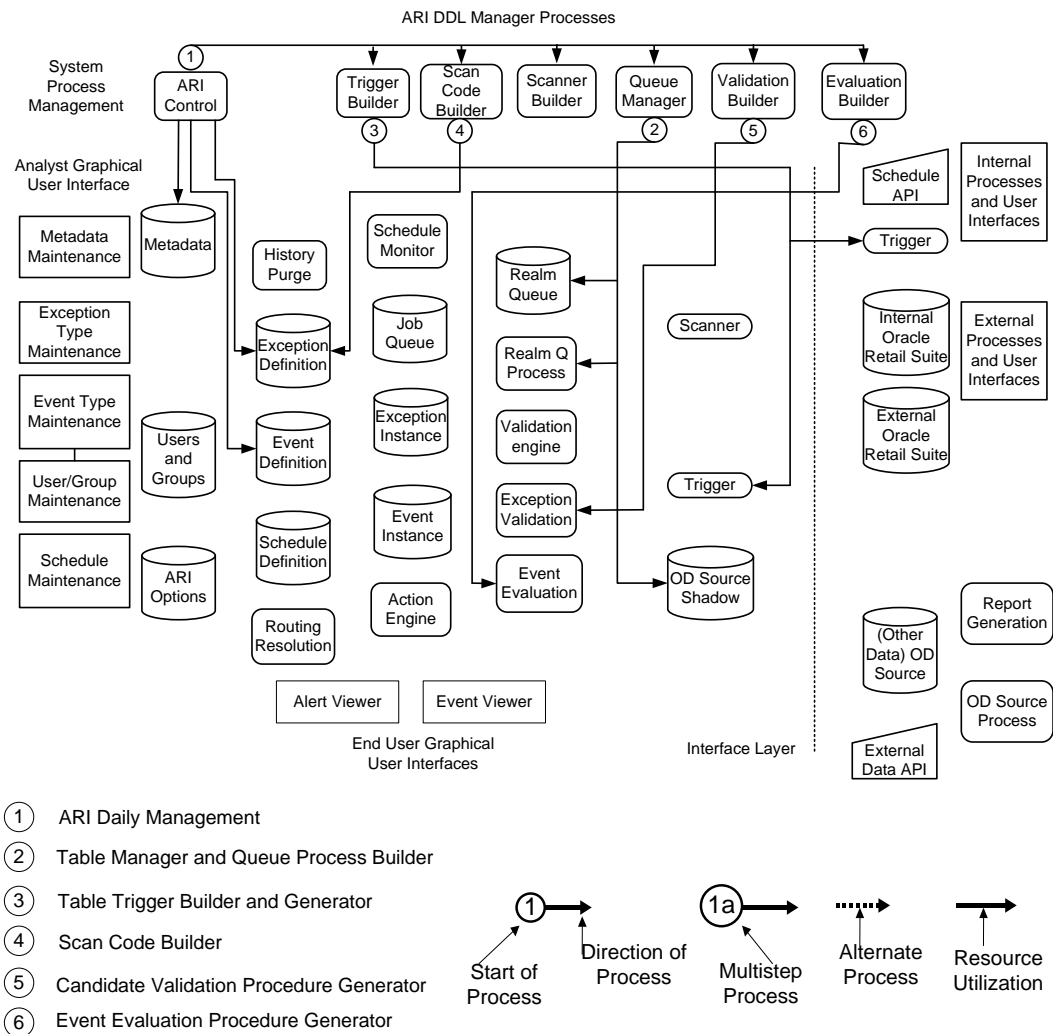 ARI DDL Manager Processes
1
System
Process
Management
ARI
Control
Trigger
Builder
Scan
Code
Builder
Scanner
Builder
Queue
Manager
Validation
Builder
Evaluation
Builder
3
4
2
5
6
Analyst Graphical
User Interface
Schedule
API
Internal
Processes
and User
Interfaces
Metadata
Maintenance
Metadata
History
Purge
Schedule
Monitor
Realm
Queue
Trigger
Exception
Type
Maintenance
Exception
Definition
Job
Queue
Realm Q
Process
Scanner
Internal
Oracle
Retail Suite
External
Processes
and User
Interfaces
Event Type
Maintenance
Users
and
Groups
Event
Definition
Exception
Instance
Validation
engine
External
Oracle
Retail Suite
User/Group
Maintenance
Exception
Validation
Trigger
Schedule
Maintenance
ARI
Options
Schedule
Definition
Event
Instance
Event
Evaluation
OD Source
Shadow
Routing
Resolution
Action
Engine
(Other
Data) OD
Source
Report
Generation
Alert Viewer
Event Viewer
OD Source
Process
End User Graphical
User Interfaces
Interface Layer
External
Data API
1 ARI Daily Management
2 Table Manager and Queue Process Builder
3 Table Trigger Builder and Generator
4 Scan Code Builder
5 Candidate Validation Procedure Generator
6 Event Evaluation Procedure Generator
1
Start of
Process
Direction of
Process
1a
Multistep
Process
Alternate
Process
Resource
Utilization